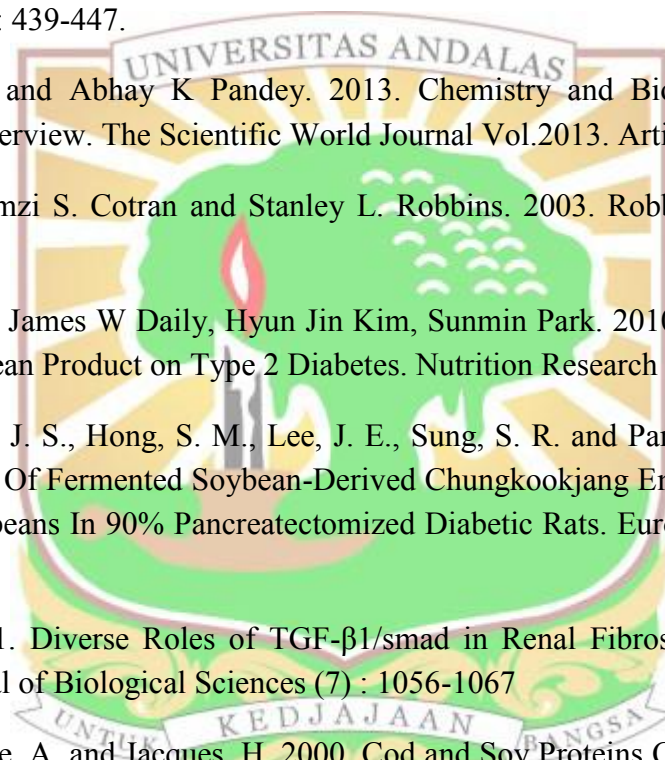 : 439-447.
UNIVERSITAS ANDALAS
and Abhay K Pandey. 2013. Chemistry and Bio
erview. The Scientific World Journal Vol.2013. Arti
mzi S. Cotran and Stanley L. Robbins. 2003. Robb
James W Daily, Hyun Jin Kim, Sunmin Park. 2010
ean Product on Type 2 Diabetes. Nutrition Research
J. S., Hong, S. M., Lee, J. E., Sung, S. R. and Par
Of Fermented Soybean-Derived Chungkookjang En
beans In 90% Pancreatectomized Diabetic Rats. Euro
1. Diverse Roles of TGF-β1/smad in Renal Fibros
al of Biological Sciences (7) : 1056-1067
UNTUK KEDJAJAAN BANGSA
e, A. and Jacques, H. 2000. Cod and Soy Proteins C